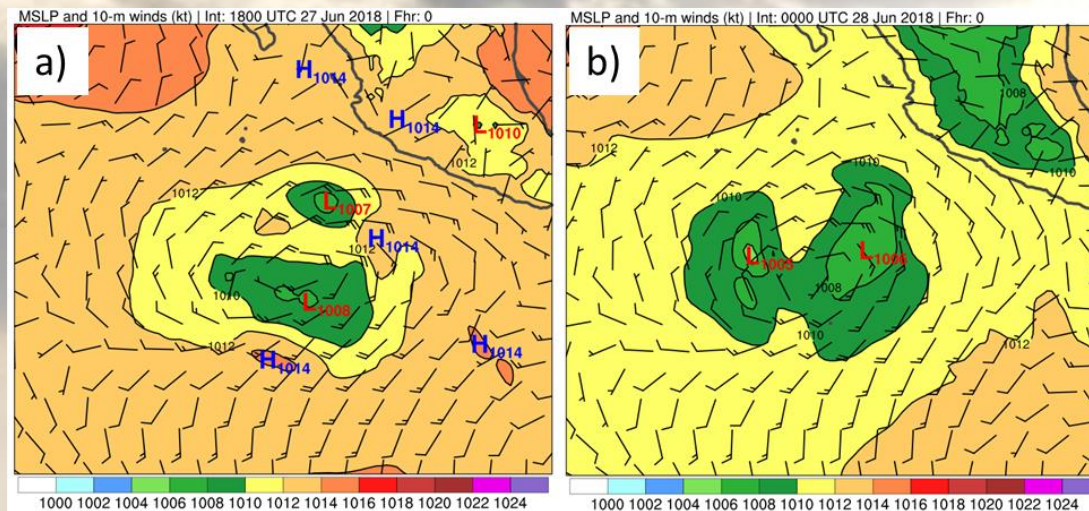 MSLP and 10-m winds (kt) | Int: 1800 UTC 27 Jun 2018 | Fhr: 0
a)
H1014
H1014
L1010
1012
1012
L1007
H1014
1012
1010
L1008
1012
H1014
H1014
1000 1002 1004 1006 1008 1010 1012 1014 1016 1018 1020 1022 1024
MSLP and 10-m winds (kt) | Int: 0000 UTC 28 Jun 2018 | Fhr: 0
b)
1008
1012
1010
1010
L1006
1008
1010
1012
1000 1002 1004 1006 1008 1010 1012 1014 1016 1018 1020 1022 1024